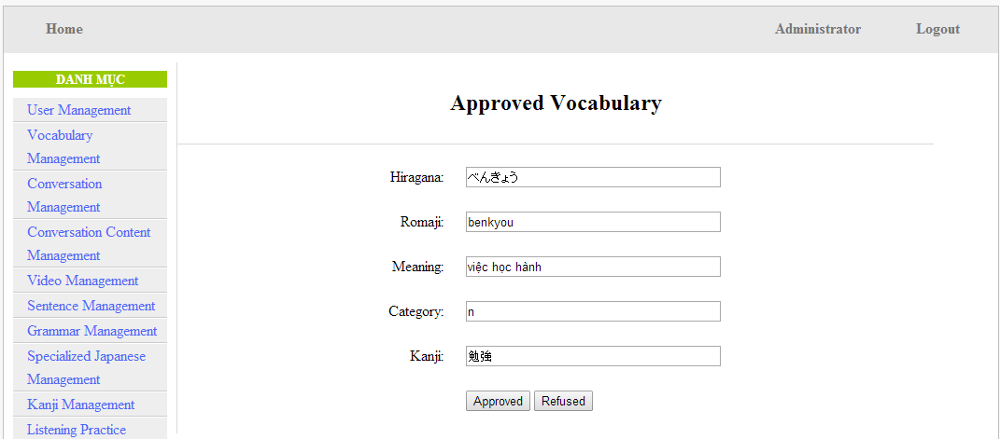 Home Administrator Logout
DANH MỤC
User Management
Vocabulary
Management
Conversation
Management
Conversation Content
Management
Video Management
Sentence Management
Grammar Management
Specialized Japanese
Management
Kanji Management
Listening Practice
Approved Vocabulary
Hiragana: べんきょう
Romaji: benkyou
Meaning: việc học hành
Category: n
Kanji: 勉強
Approved Refused